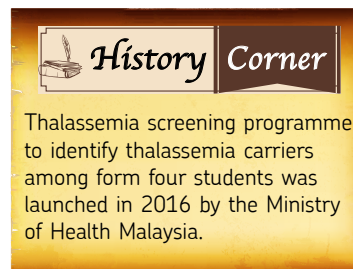 History Corner
Thalassemia screening programme
to identify thalassemia carriers
among form four students was
launched in 2016 by the Ministry
of Health Malaysia.